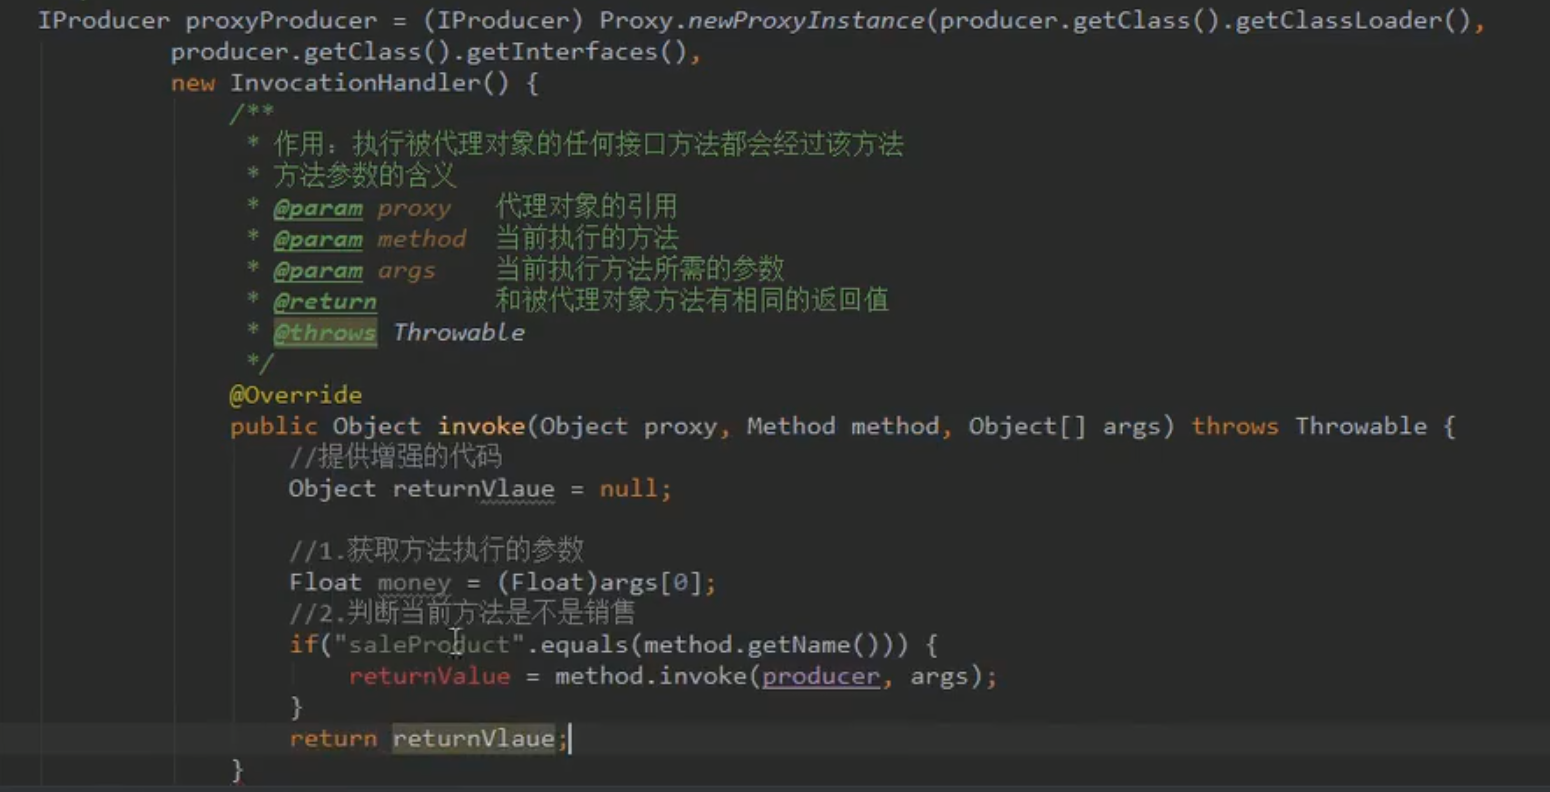 IProducer proxyProducer = (IProducer) Proxy.newProxyInstance(producer.getClass().getClassLoader(),
producer.getClass().getInterfaces(),
new InvocationHandler() {
/**
* 作用：执行被代理对象的任何接口方法都会经过该方法
* 方法参数的含义
* @param proxy 代理对象的引用
* @param method 当前执行的方法
* @param args 当前执行方法所需的参数
* @return 和被代理对象方法有相同的返回值
* @throws Throwable
*/
@Override
public Object invoke(Object proxy, Method method, Object[] args) throws Throwable {
//提供增强的代码
Object returnVlaue = null;
//1.获取方法执行的参数
Float money = (Float)args[0];
//2.判断当前方法是不是销售
if("saleProduct".equals(method.getName())) {
returnValue = method.invoke(producer, args);
}
return returnVlaue;
}